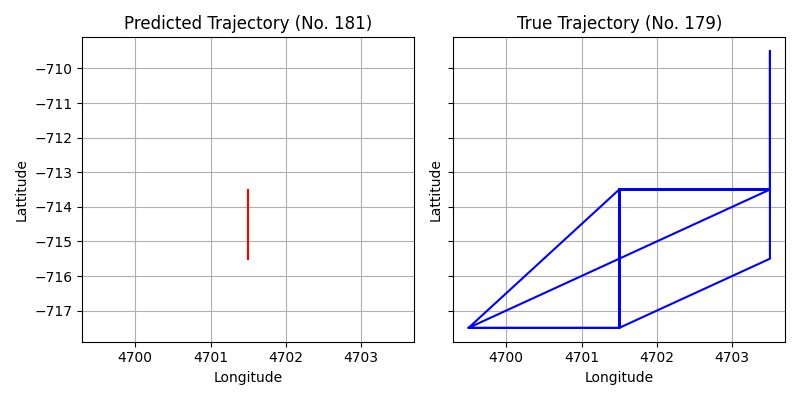 Predicted Trajectory (No. 181)
True Trajectory (No. 179)
−710
−711
−712
−713
−714
−715
−716
−717
Lattitude
Lattitude
4700
4701
4702
4703
4700
4701
4702
4703
Longitude
Longitude